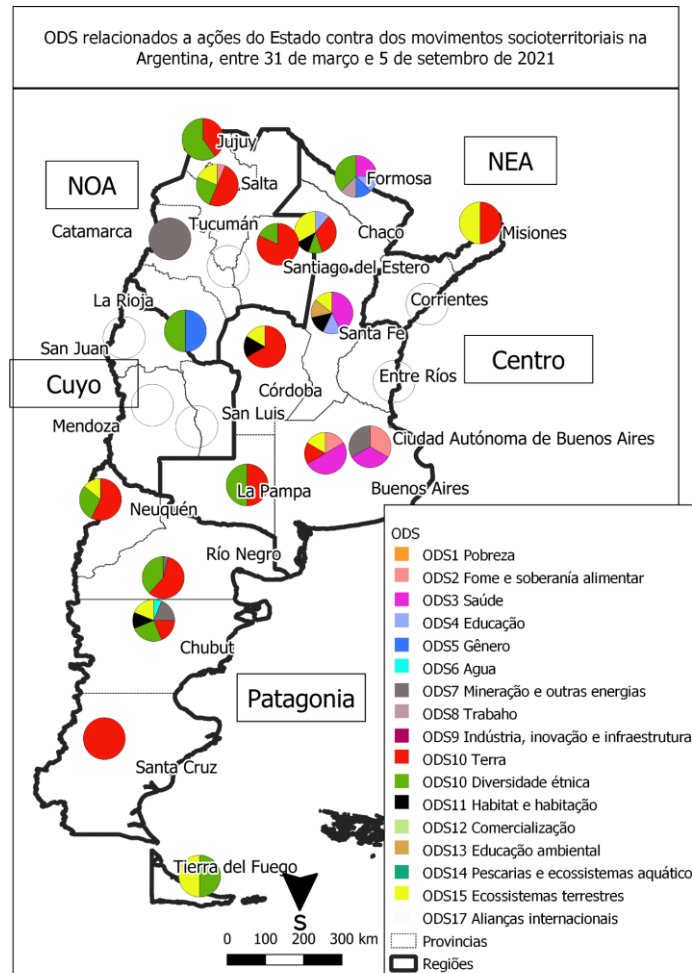 ODS relacionados a ações do Estado contra dos movimentos socioterritoriais na
Argentina, entre 31 de março e 5 de setembro de 2021
Jujuy
NOA
NEA
Salta
Formosa
Tucumán
Catamarca
Chaco
Misiones
Santiago del Estero
La Rioja
Corrientes
Santa Fe
San Juan
Centro
Cuyo
Córdoba
Entre Ríos
San Luis
Mendoza
Ciudad Autónoma de Buenos Aires
La Pampa
Buenos Aires
Neuquén
Río Negro
Chubut
Patagonia
Santa Cruz
Tierra del Fuego
S
0 100 200 300 km
ODS
ODS1 Pobreza
ODS2 Fome e soberanía alimentar
ODS3 Saúde
ODS4 Educação
ODS5 Gênero
ODS6 Agua
ODS7 Mineração e outras energias
ODS8 Trabaho
ODS9 Indústria, inovação e infraestrutura
ODS10 Terra
ODS10 Diversidade étnica
ODS11 Habitat e habitação
ODS12 Comercialização
ODS13 Educação ambiental
ODS14 Pescarias e ecossistemas aquático
ODS15 Ecossistemas terrestres
ODS17 Alianças internacionais
Provincias
Regiões